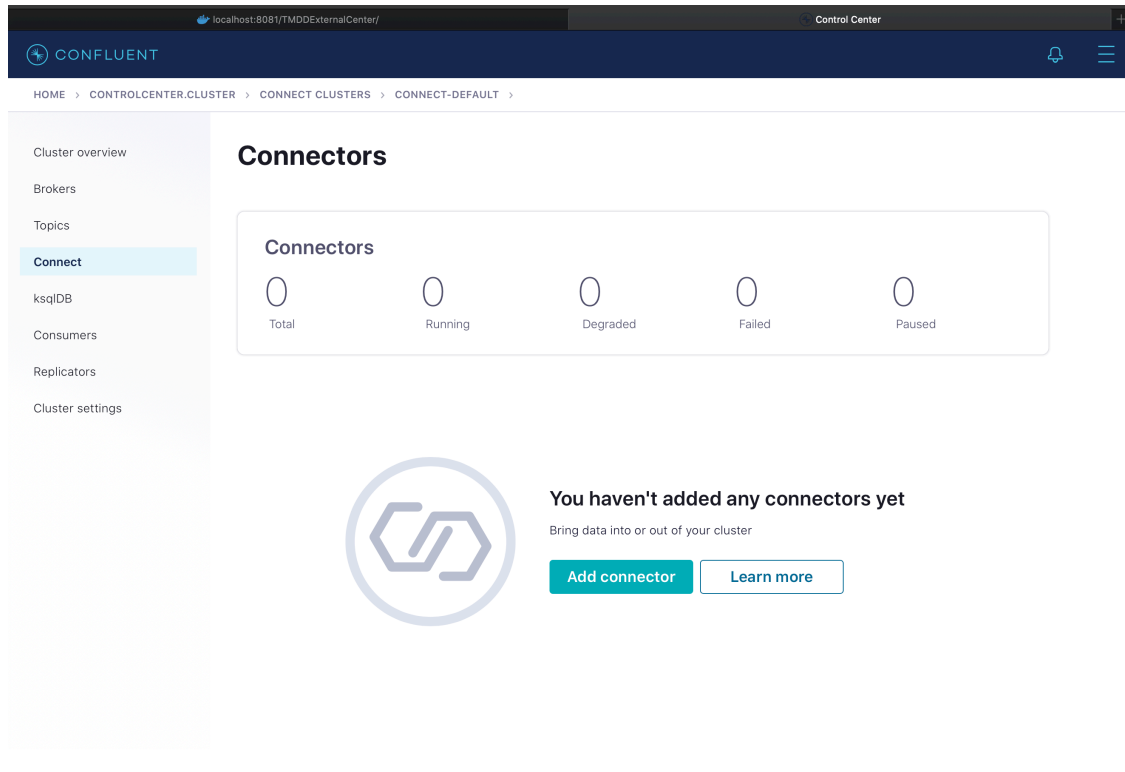 localhost:8081/TMDDExternalCenter/
Control Center
CONFLUENT
HOME > CONTROLCENTER.CLUSTER > CONNECT CLUSTERS > CONNECT-DEFAULT >
Cluster overview
Brokers
Topics
Connect
ksqlDB
Consumers
Replicators
Cluster settings
Connectors
Connectors
0 0 0 0 0
Total Running Degraded Failed Paused
You haven't added any connectors yet
Bring data into or out of your cluster
Add connector Learn more